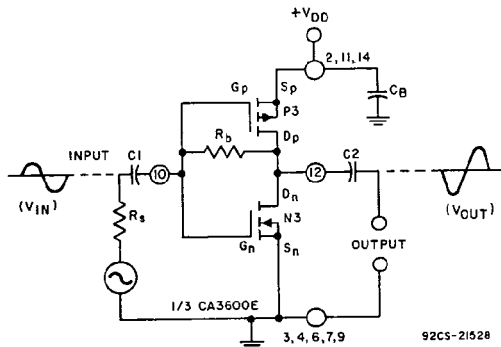 +VDD
2, 11, 14
Sp
Gp
P3
CB
Rb
Dp
INPUT
C1
10
12
C2
(VIN)
Dn
N3
(VOUT)
Rs
Gn
Sn
OUTPUT
1/3 CA3600E
3, 4, 6, 7, 9
92CS-21528